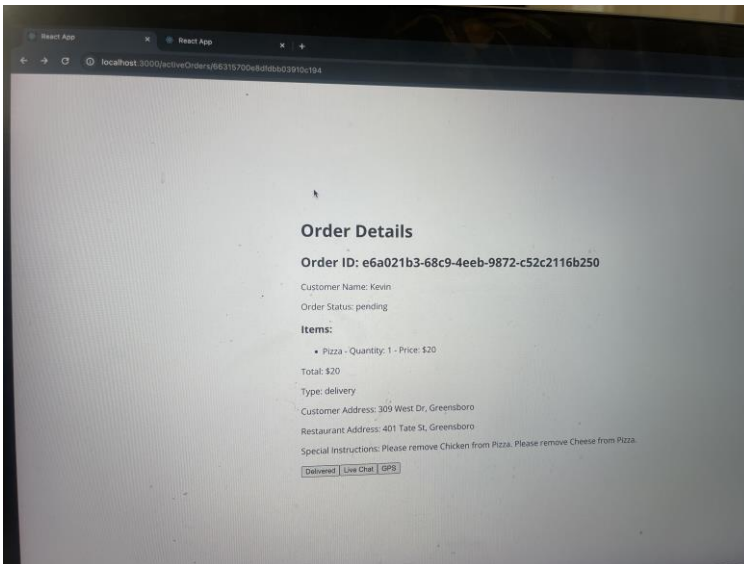 React App
React App
localhost:3000/activeOrders/66315700e8dfdbb03910c194
Order Details
Order ID: e6a021b3-68c9-4eeb-9872-c52c2116b250
Customer Name: Kevin
Order Status: pending
Items:
• Pizza - Quantity: 1 - Price: $20
Total: $20
Type: delivery
Customer Address: 309 West Dr, Greensboro
Restaurant Address: 401 Tate St, Greensboro
Special Instructions: Please remove Chicken from Pizza. Please remove Cheese from Pizza.
Delivered Live Chat GPS